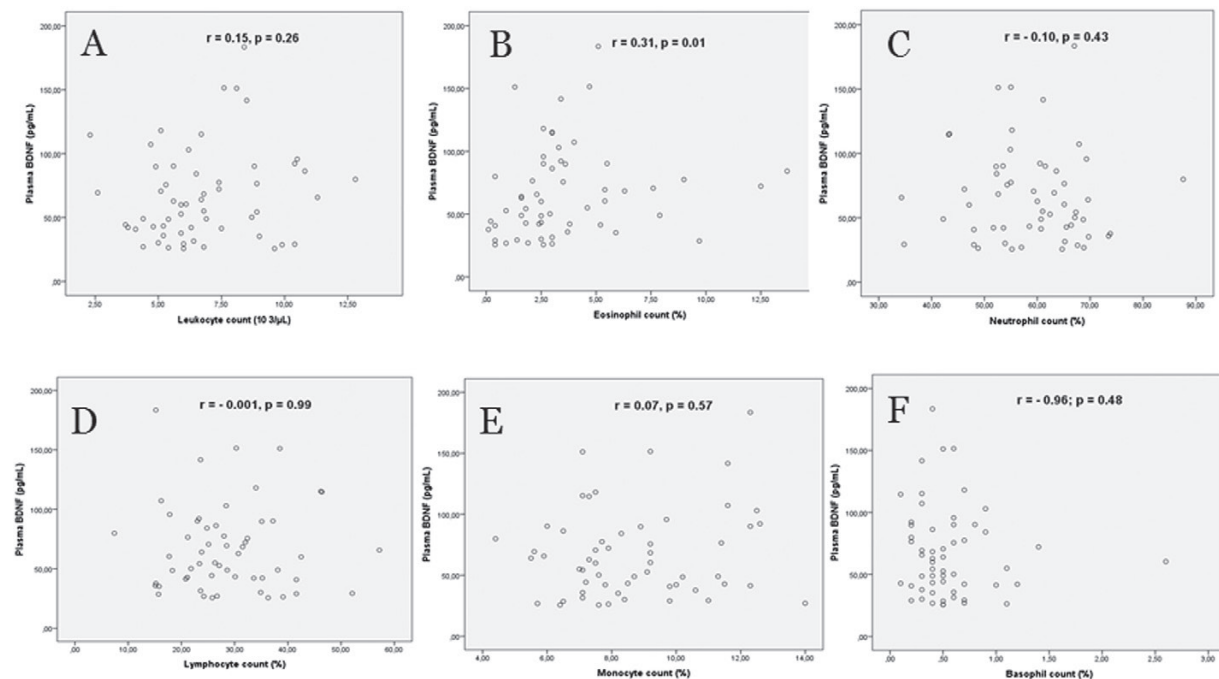 A
r = 0.15, p = 0.26
200,00
150,00
100,00
50,00
,00
Plasma BDNF (pg/mL)
2,50 5,00 7,50 10,00 12,50
Leukocyte count (10 3/µL)
B
r = 0.31, p = 0.01
200,00
150,00
100,00
50,00
,00
Plasma BDNF (pg/mL)
,00 2,50 5,00 7,50 10,00 12,50
Eosinophil count (%)
C
r = - 0.10, p = 0.43
200,00
150,00
100,00
50,00
,00
Plasma BDNF (pg/mL)
30,00 40,00 50,00 60,00 70,00 80,00 90,00
Neutrophil count (%)
D
r = - 0.001, p = 0.99
200,00
150,00
100,00
50,00
,00
Plasma BDNF (pg/mL)
,00 10,00 20,00 30,00 40,00 50,00 60,00
Lymphocyte count (%)
E
r = 0.07, p = 0.57
200,00
150,00
100,00
50,00
,00
Plasma BDNF (pg/mL)
4,00 6,00 8,00 10,00 12,00 14,00
Monocyte count (%)
F
r = - 0.96; p = 0.48
200,00
150,00
100,00
50,00
,00
Plasma BDNF (pg/mL)
,00 ,50 1,00 1,50 2,00 2,50 3,00
Basophil count (%)